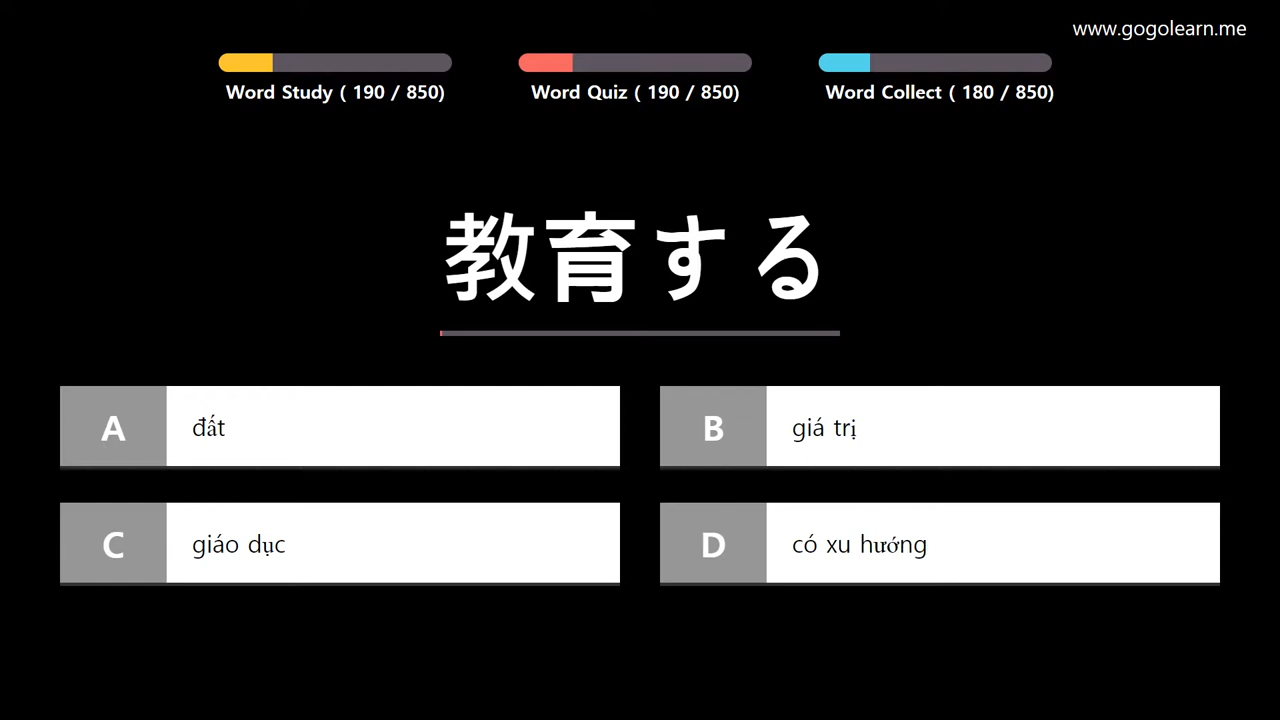 www.gogolearn.me
Word Study ( 190 / 850)
Word Quiz ( 190 / 850)
Word Collect ( 180 / 850)
教育する
A đất
B giá trị
C giáo dục
D có xu hướng